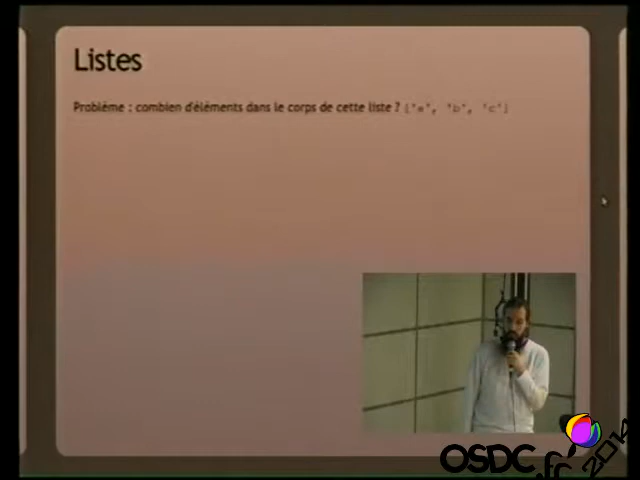 Listes
Problème : combien d'éléments dans le corps de cette liste ? ['a', 'b', 'c']
OSDC.fr 2014